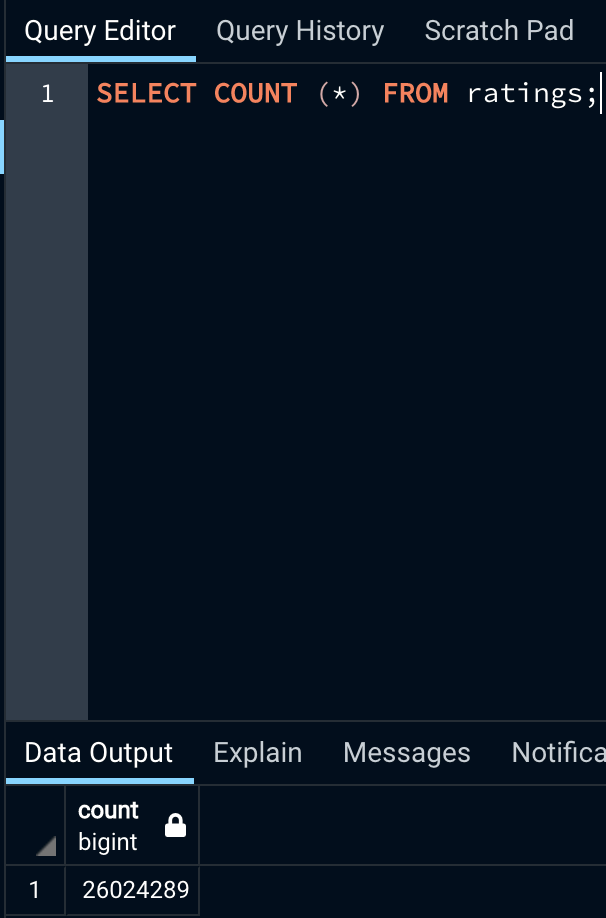 Query Editor Query History Scratch Pad
1 SELECT COUNT (*) FROM ratings;
Data Output Explain Messages Notifica
count
bigint
1 26024289